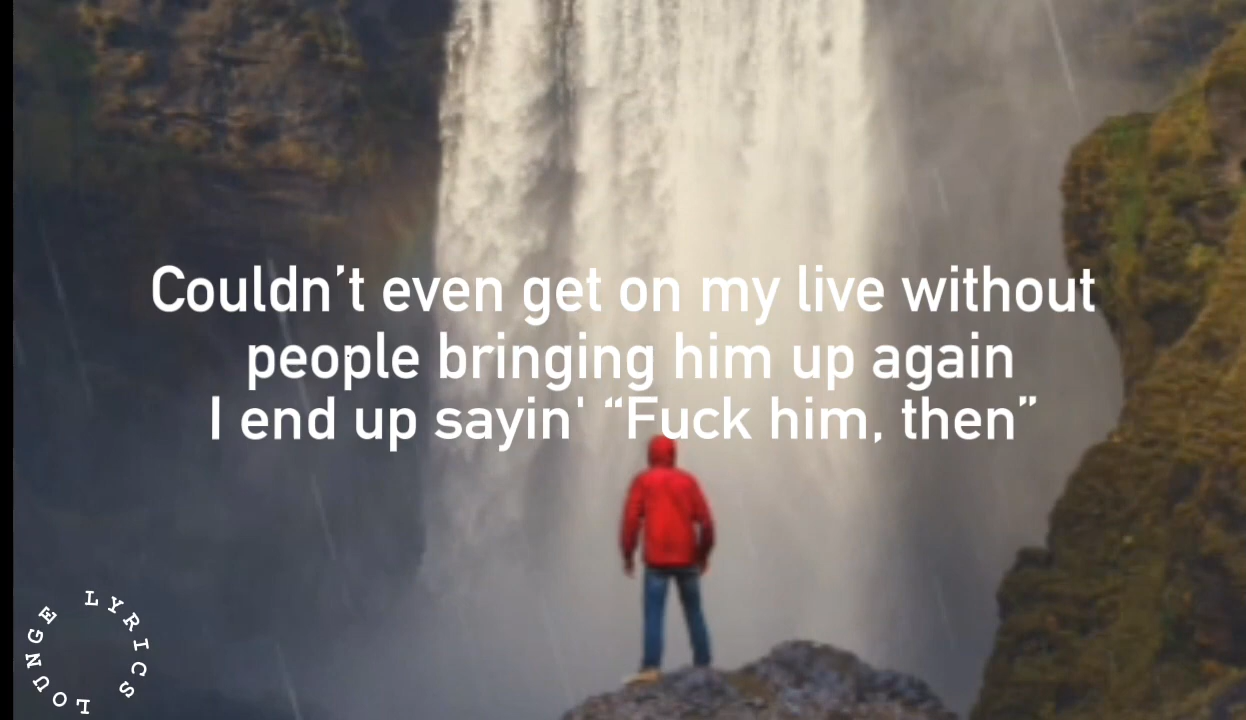 Couldn’t even get on my live without
people bringing him up again
I end up sayin' “Fuck him, then”
LYRICS
LOUNGE